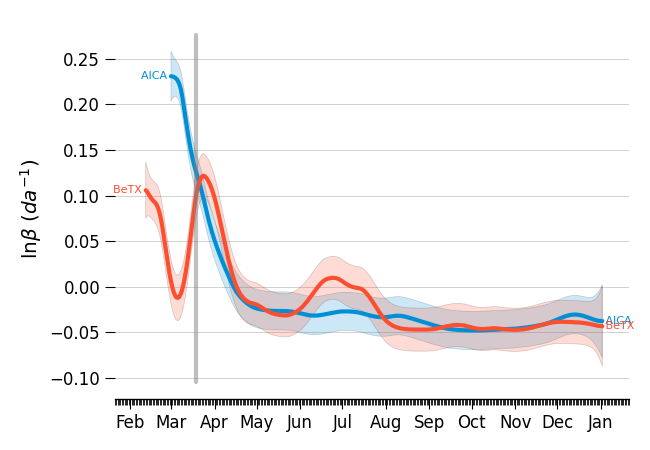 0.25
AICA
0.20
0.15
BeTX
0.10
0.05
0.00
−0.05
−0.10
lnβ (da⁻¹)
AICA
BeTX
Feb Mar Apr May Jun Jul Aug Sep Oct Nov Dec Jan